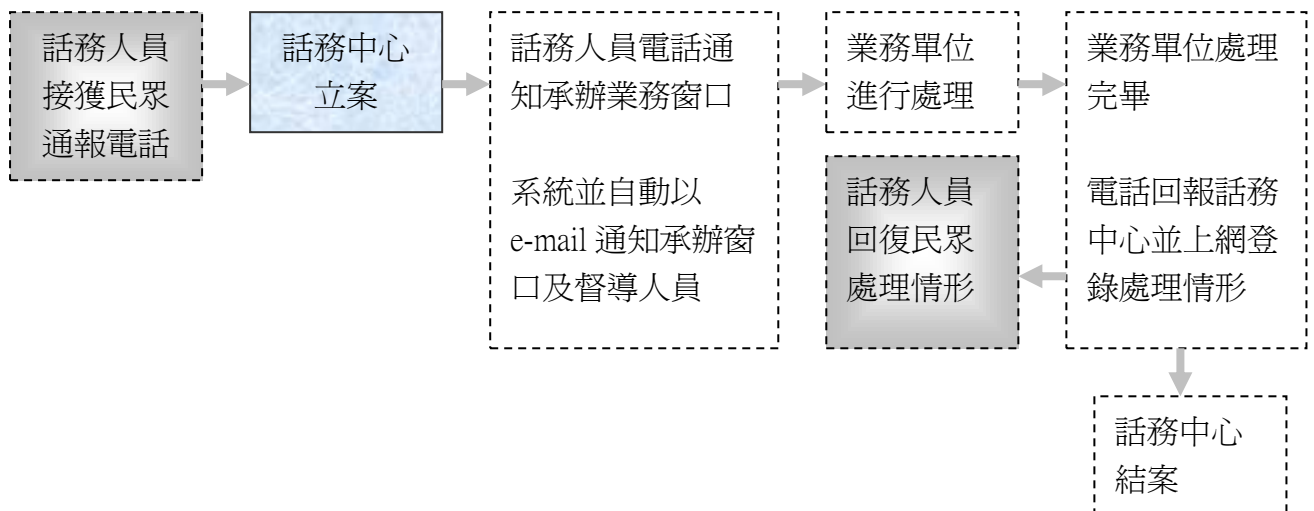 話務人員
接獲民眾
通報電話
話務中心
立案
話務人員電話通
知承辦業務窗口
系統並自動以
e-mail 通知承辦窗
口及督導人員
業務單位
進行處理
業務單位處理
完畢
電話回報話務
中心並上網登
錄處理情形
話務人員
回復民眾
處理情形
話務中心
結案